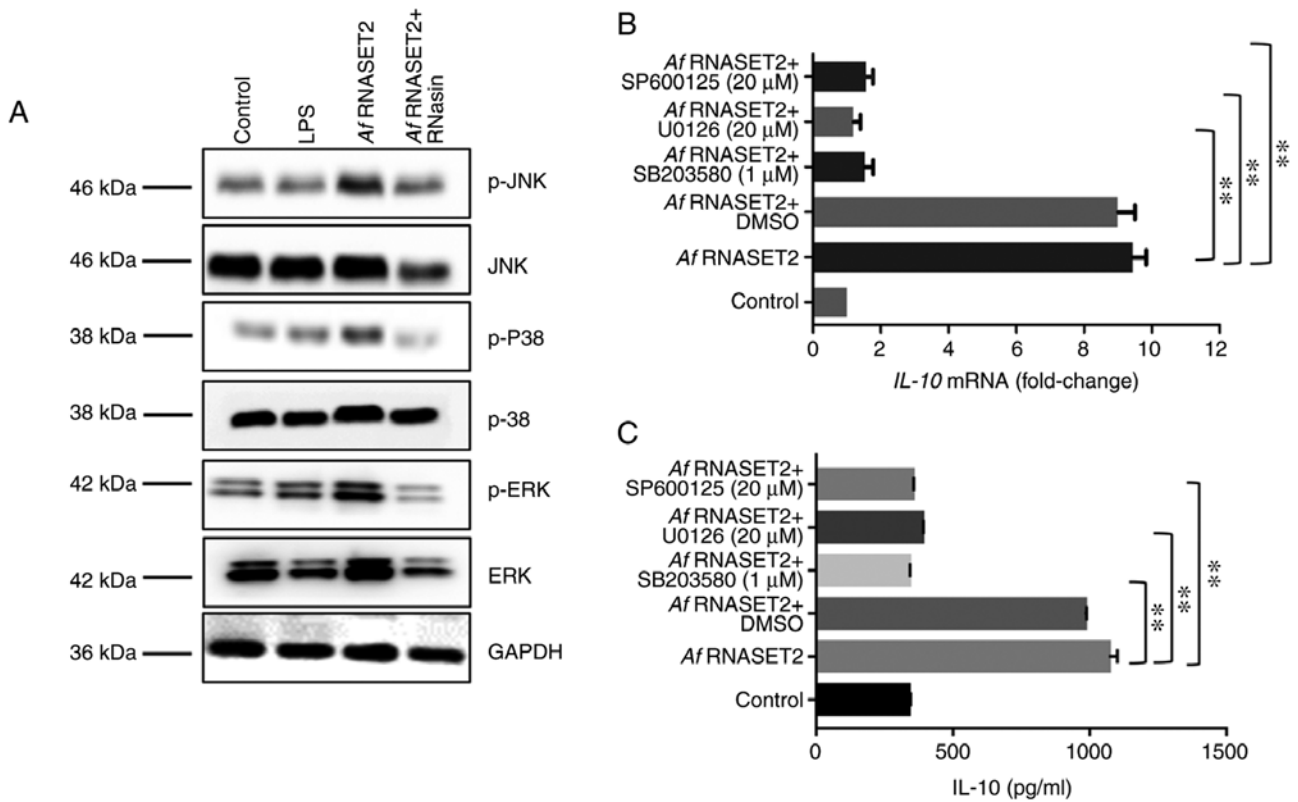 A
Control
LPS
Af RNASET2
Af RNASET2+
RNasin
46 kDa
p-JNK
46 kDa
JNK
38 kDa
p-P38
38 kDa
p-38
42 kDa
p-ERK
42 kDa
ERK
36 kDa
GAPDH
B
Af RNASET2+
SP600125 (20 μM)
Af RNASET2+
U0126 (20 μM)
Af RNASET2+
SB203580 (1 μM)
Af RNASET2+
DMSO
Af RNASET2
Control
**
**
**
0 2 4 6 8 10 12
IL-10 mRNA (fold-change)
C
Af RNASET2+
SP600125 (20 μM)
Af RNASET2+
U0126 (20 μM)
Af RNASET2+
SB203580 (1 μM)
Af RNASET2+
DMSO
Af RNASET2
Control
**
**
**
0 500 1000 1500
IL-10 (pg/ml)